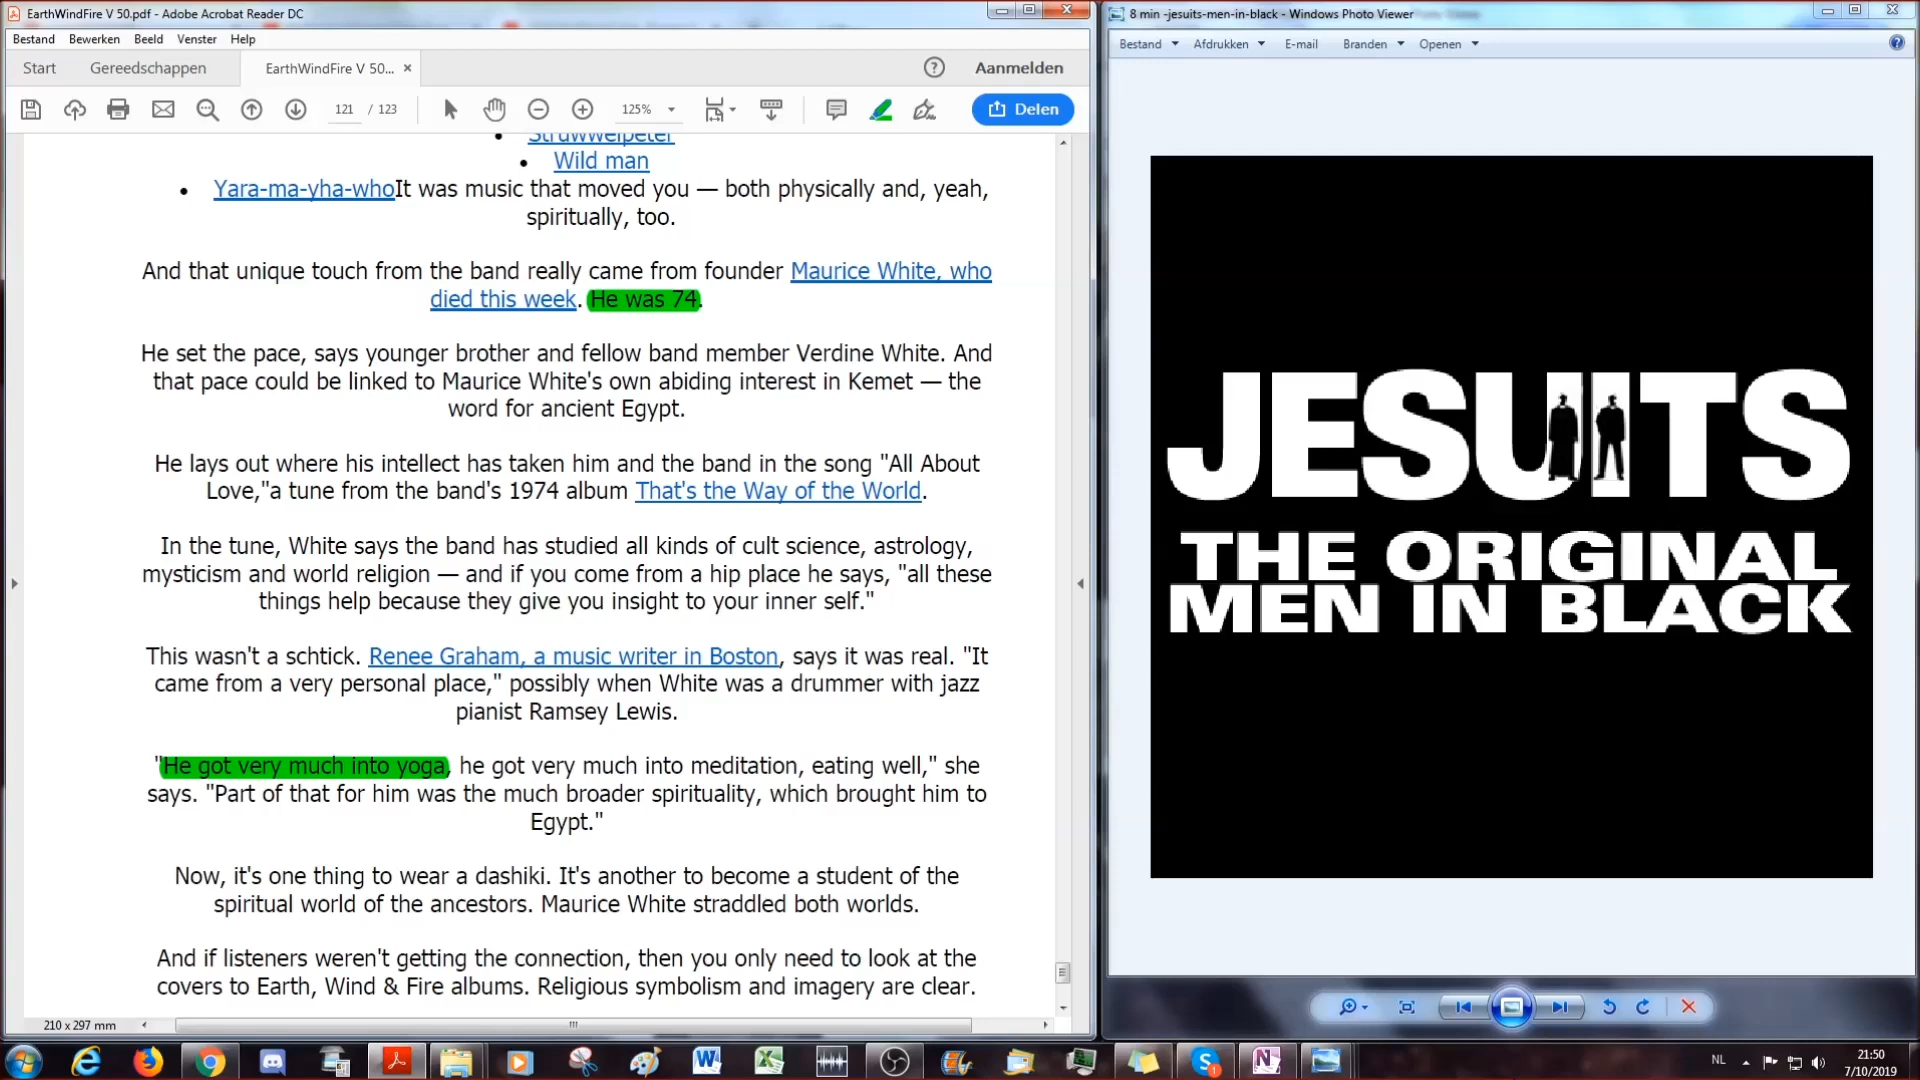 EarthWindFire V 50.pdf - Adobe Acrobat Reader DC
Bestand Bewerken Beeld Venster Help
Start Gereedschappen EarthWindFire V 50... × Aanmelden
121 / 123 125% Delen
Struwwelpeter
• Wild man
• Yara-ma-yha-whoIt was music that moved you — both physically and, yeah,
spiritually, too.
And that unique touch from the band really came from founder Maurice White, who
died this week. He was 74.
He set the pace, says younger brother and fellow band member Verdine White. And
that pace could be linked to Maurice White's own abiding interest in Kemet — the
word for ancient Egypt.
He lays out where his intellect has taken him and the band in the song "All About
Love,"a tune from the band's 1974 album That's the Way of the World.
In the tune, White says the band has studied all kinds of cult science, astrology,
mysticism and world religion — and if you come from a hip place he says, "all these
things help because they give you insight to your inner self."
This wasn't a schtick. Renee Graham, a music writer in Boston, says it was real. "It
came from a very personal place," possibly when White was a drummer with jazz
pianist Ramsey Lewis.
"He got very much into yoga, he got very much into meditation, eating well," she
says. "Part of that for him was the much broader spirituality, which brought him to
Egypt."
Now, it's one thing to wear a dashiki. It's another to become a student of the
spiritual world of the ancestors. Maurice White straddled both worlds.
And if listeners weren't getting the connection, then you only need to look at the
covers to Earth, Wind & Fire albums. Religious symbolism and imagery are clear.
210 x 297 mm
8 min -jesuits-men-in-black - Windows Photo Viewer
Bestand Afdrukken E-mail Branden Openen
JESUITS
THE ORIGINAL
MEN IN BLACK
NL 21:50
7/10/2019